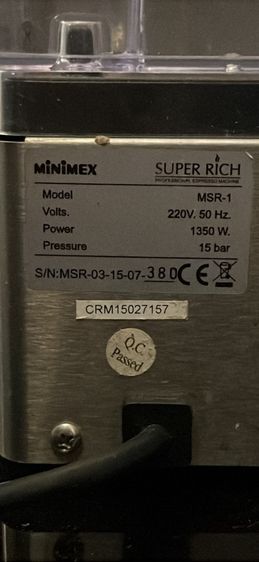 MiNiMEX
SUPER RiCH
PROFESSIONAL ESPRESSO MACHINE
Model MSR-1
Volts. 220V. 50 Hz.
Power 1350 W.
Pressure 15 bar
S/N:MSR-03-15-07-380 CE
CRM15027157
Q.C.
Passed